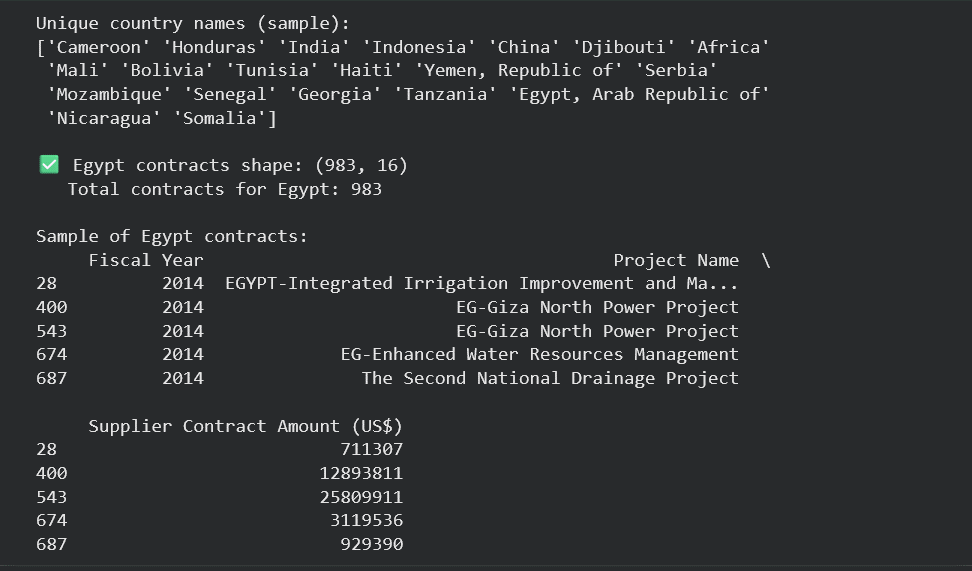 Unique country names (sample):
['Cameroon' 'Honduras' 'India' 'Indonesia' 'China' 'Djibouti' 'Africa'
 'Mali' 'Bolivia' 'Tunisia' 'Haiti' 'Yemen, Republic of' 'Serbia'
 'Mozambique' 'Senegal' 'Georgia' 'Tanzania' 'Egypt, Arab Republic of'
 'Nicaragua' 'Somalia']
✅ Egypt contracts shape: (983, 16)
   Total contracts for Egypt: 983
Sample of Egypt contracts:
     Fiscal Year                                       Project Name  \
28          2014  EGYPT-Integrated Irrigation Improvement and Ma...
400         2014                        EG-Giza North Power Project
543         2014                        EG-Giza North Power Project
674         2014             EG-Enhanced Water Resources Management
687         2014               The Second National Drainage Project
     Supplier Contract Amount (US$)
28                           711307
400                        12893811
543                        25809911
674                         3119536
687                          929390